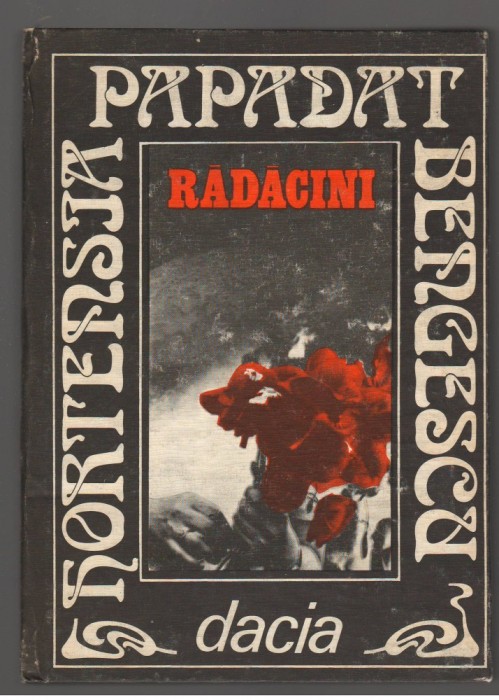 HORTENSIA
PAPADAT
BENGESCU
RĂDĂCINI
dacia